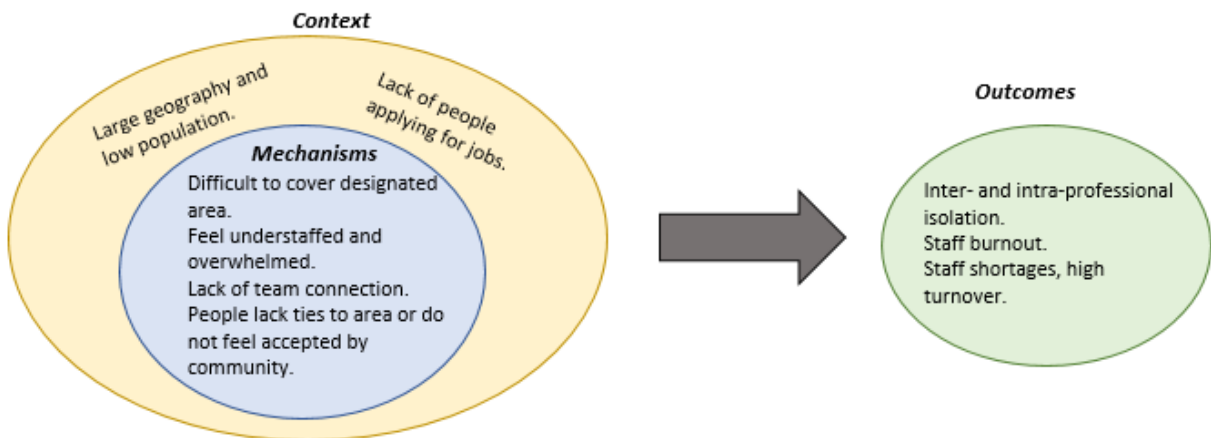 Context
Large geography and
low population.
Lack of people
applying for jobs.
Mechanisms
Difficult to cover designated
area.
Feel understaffed and
overwhelmed.
Lack of team connection.
People lack ties to area or do
not feel accepted by
community.
Outcomes
Inter- and intra-professional
isolation.
Staff burnout.
Staff shortages, high
turnover.